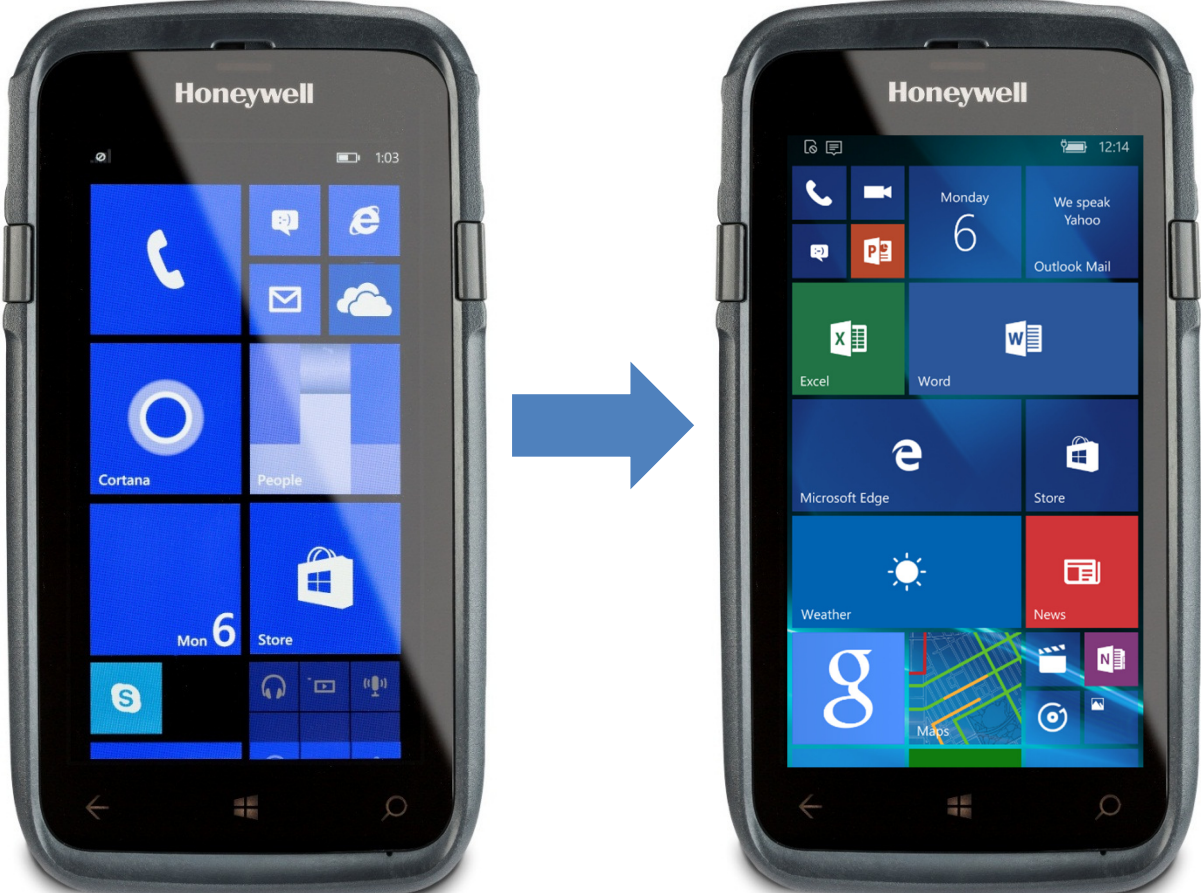 Honeywell
1:03
Cortana
People
Mon 6
Store
S
Honeywell
12:14
Monday
6
We speak
Yahoo
Outlook Mail
P
X
Excel
W
Word
Microsoft Edge
Store
Weather
News
g
Maps
N